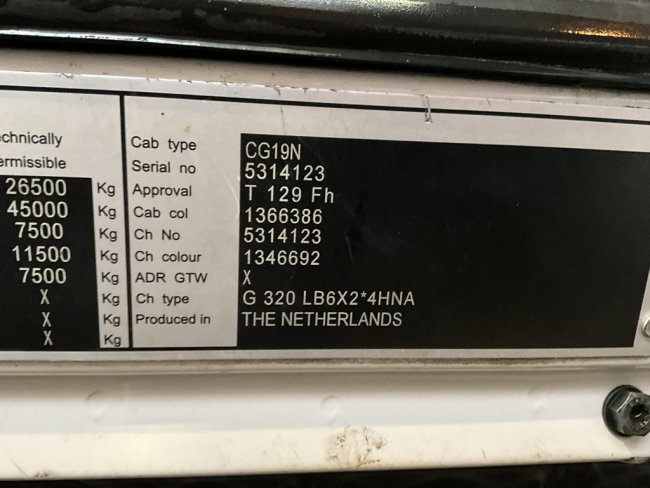 echnically
ermissible
26500 Kg
45000 Kg
7500 Kg
11500 Kg
7500 Kg
X Kg
X Kg
X Kg
Cab type CG19N
Serial no 5314123
Approval T 129 Fh
Cab col 1366386
Ch No 5314123
Ch colour 1346692
ADR GTW X
Ch type G 320 LB6X2*4HNA
Produced in THE NETHERLANDS